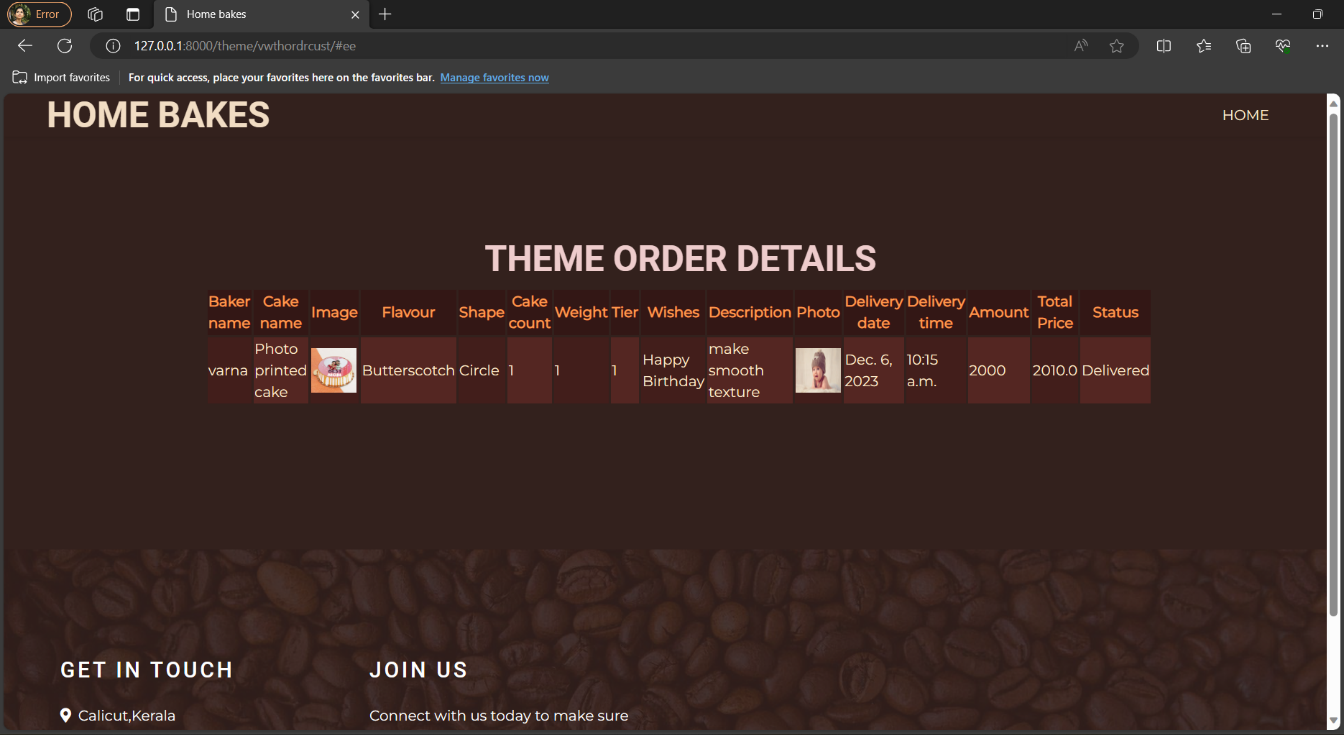 Error
Home bakes
127.0.0.1:8000/theme/vwthordrcust/#ee
Import favorites
For quick access, place your favorites here on the favorites bar. Manage favorites now
HOME BAKES
HOME
THEME ORDER DETAILS
Baker name Cake name Image Flavour Shape Cake count Weight Tier Wishes Description Photo Delivery date Delivery time Amount Total Price Status
varna Photo printed cake Butterscotch Circle 1 1 1 Happy Birthday make smooth texture Dec. 6, 2023 10:15 a.m. 2000 2010.0 Delivered
GET IN TOUCH
JOIN US
Calicut,Kerala
Connect with us today to make sure